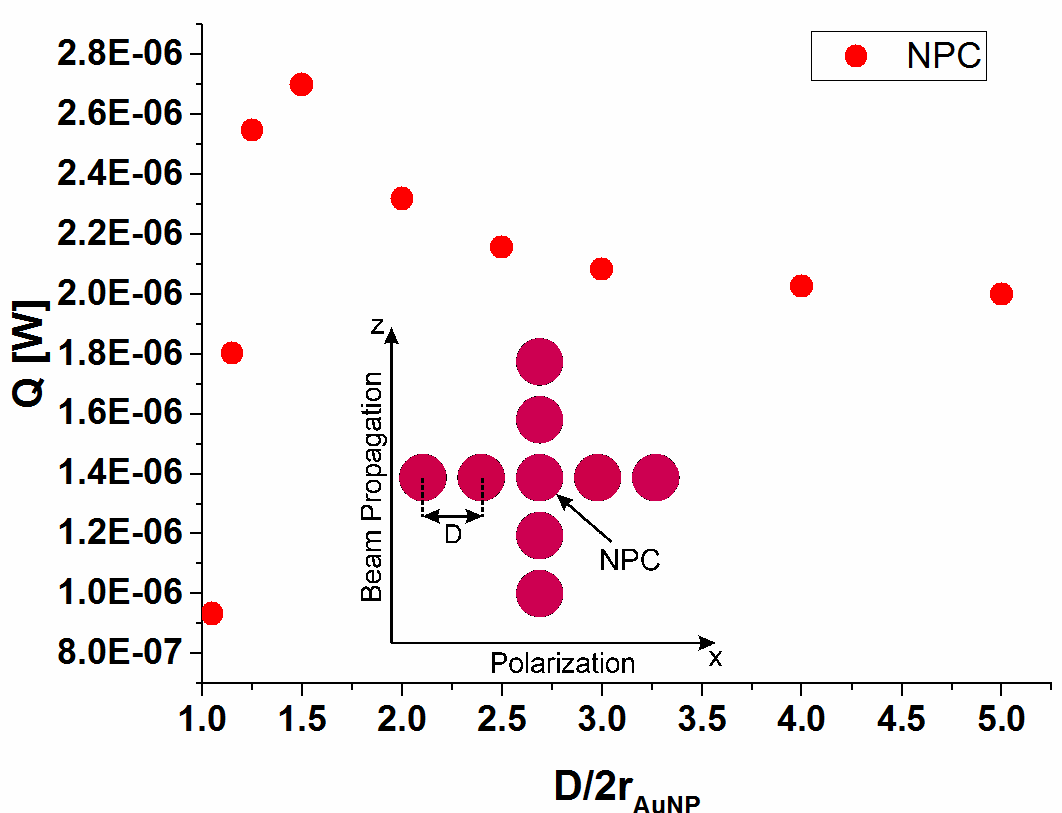 NPC
2.8E-06
2.6E-06
2.4E-06
2.2E-06
2.0E-06
1.8E-06
1.6E-06
1.4E-06
1.2E-06
1.0E-06
8.0E-07
Q [W]
z
Beam Propagation
D
NPC
Polarization
x
1.0 1.5 2.0 2.5 3.0 3.5 4.0 4.5 5.0
D/2rAuNP